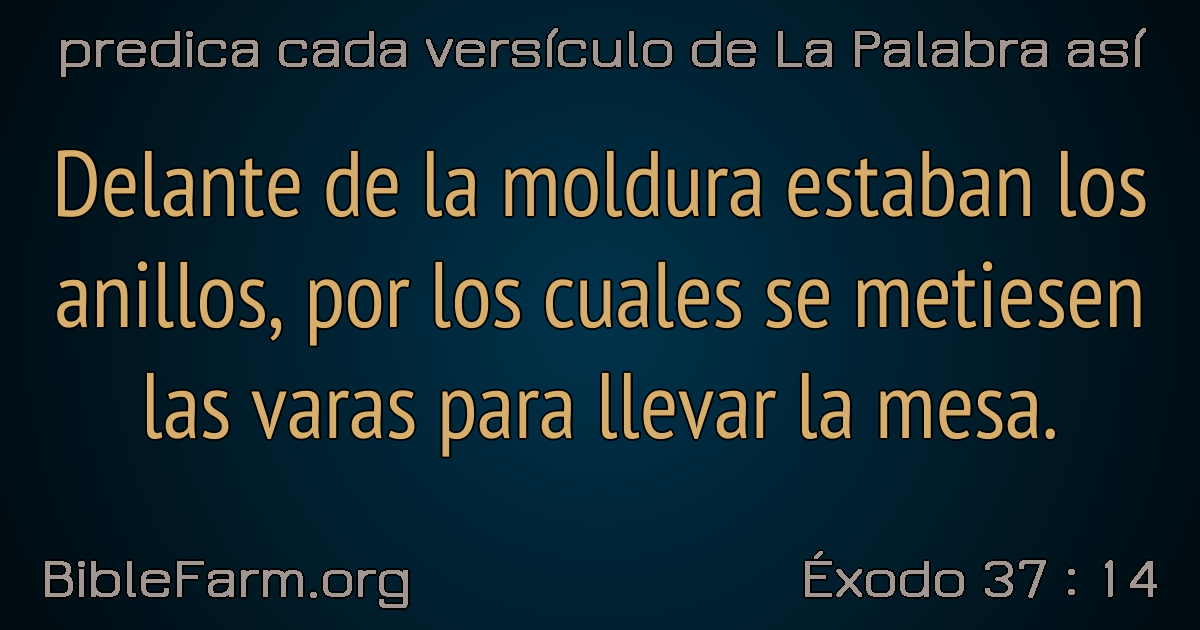 predica cada versículo de La Palabra así
Delante de la moldura estaban los
anillos, por los cuales se metiesen
las varas para llevar la mesa.
BibleFarm.org
Éxodo 37 : 14